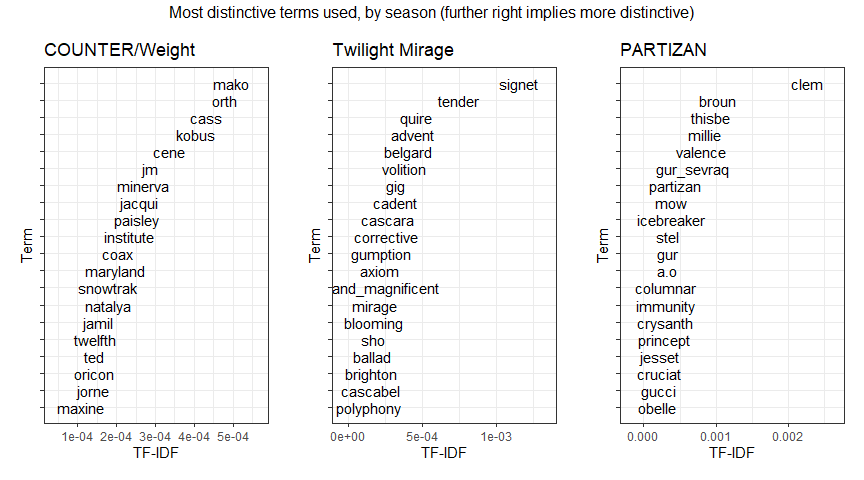 Most distinctive terms used, by season (further right implies more distinctive)
COUNTER/Weight
Term
mako
orth
cass
kobus
cene
jm
minerva
jacqui
paisley
institute
coax
maryland
snowtrak
natalya
jamil
twelfth
ted
oricon
jorne
maxine
1e-04 2e-04 3e-04 4e-04 5e-04
TF-IDF
Twilight Mirage
Term
signet
tender
quire
advent
belgard
volition
gig
cadent
cascara
corrective
gumption
axiom
and_magnificent
mirage
blooming
sho
ballad
brighton
cascabel
polyphony
0e+00 5e-04 1e-03
TF-IDF
PARTIZAN
Term
clem
broun
thisbe
millie
valence
gur_sevraq
partizan
mow
icebreaker
stel
gur
a.o
columnar
immunity
crysanth
princept
jesset
cruciat
gucci
obelle
0.000 0.001 0.002
TF-IDF